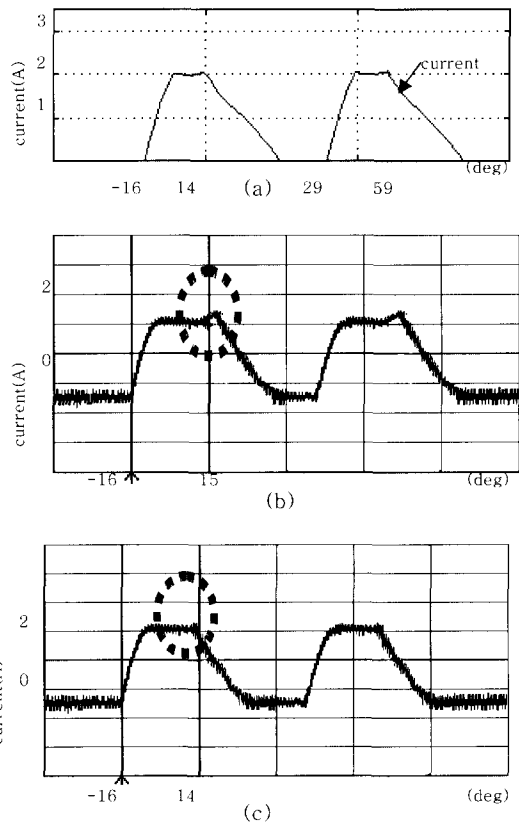 3
2
1
current(A)
current
(deg)
-16 14 (a) 29 59
2
0
current(A)
-16 15 (deg)
(b)
2
0
-16 14 (deg)
(c)